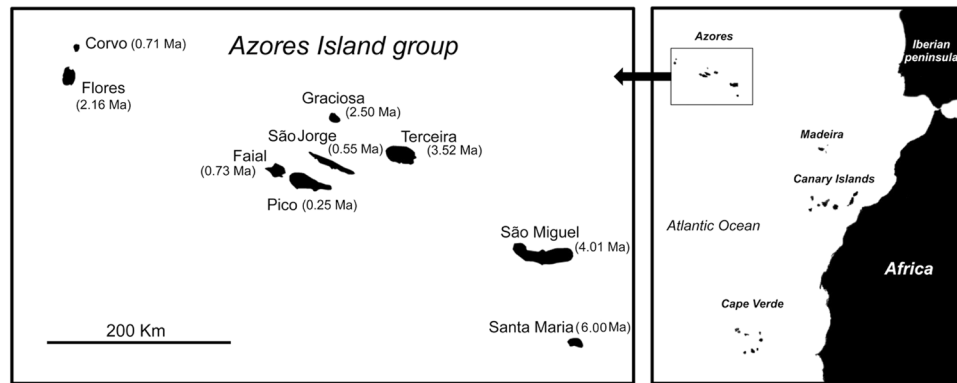 Azores Island group
Corvo (0.71 Ma)
Flores
(2.16 Ma)
Graciosa
(2.50 Ma)
São Jorge
(0.55 Ma)
Terceira
(3.52 Ma)
Faial
(0.73 Ma)
Pico (0.25 Ma)
São Miguel
(4.01 Ma)
Santa Maria (6.00 Ma)
200 Km
Azores
Iberian
peninsula
Madeira
Canary Islands
Atlantic Ocean
Africa
Cape Verde